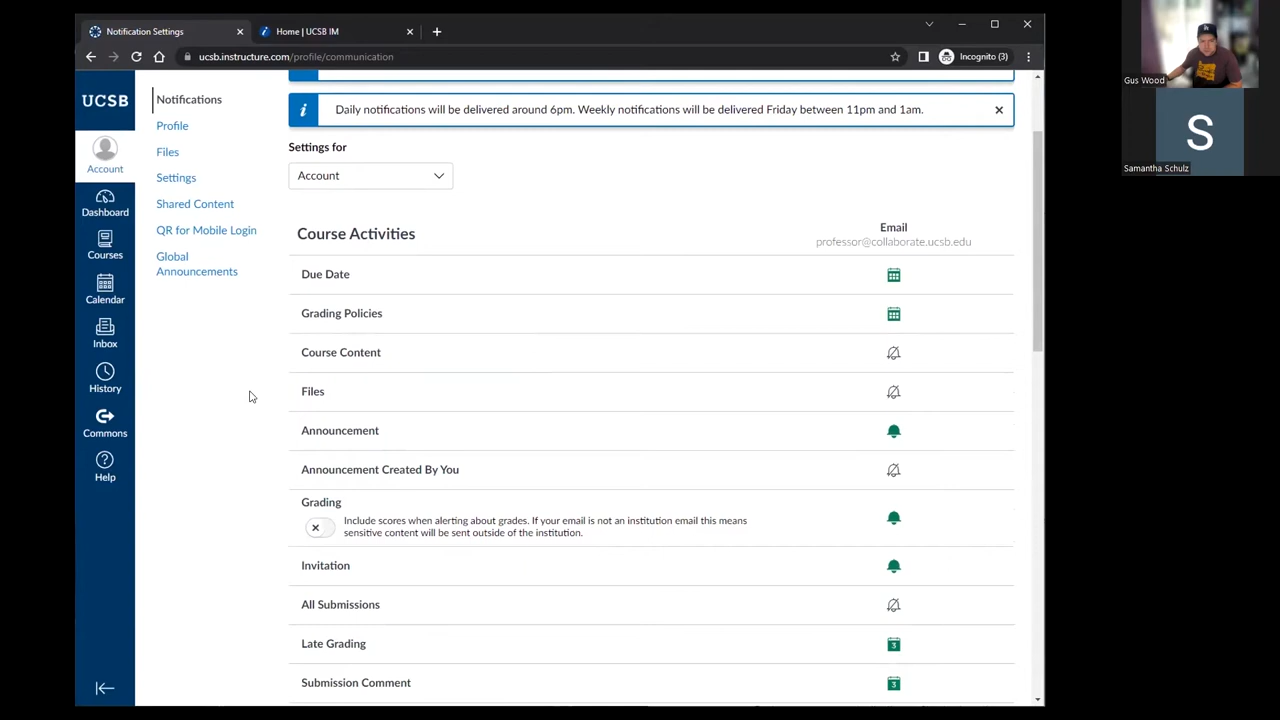 Notification Settings
Home | UCSB IM
ucsb.instructure.com/profile/communication
Incognito (3)
UCSB
Account
Dashboard
Courses
Calendar
Inbox
History
Commons
Help
Notifications
Profile
Files
Settings
Shared Content
QR for Mobile Login
Global
Announcements
Daily notifications will be delivered around 6pm. Weekly notifications will be delivered Friday between 11pm and 1am.
Settings for
Account
Course Activities
Email
professor@collaborate.ucsb.edu
Due Date
Grading Policies
Course Content
Files
Announcement
Announcement Created By You
Grading
Include scores when alerting about grades. If your email is not an institution email this means
sensitive content will be sent outside of the institution.
Invitation
All Submissions
Late Grading
3
Submission Comment
3
Gus Wood
S
Samantha Schulz